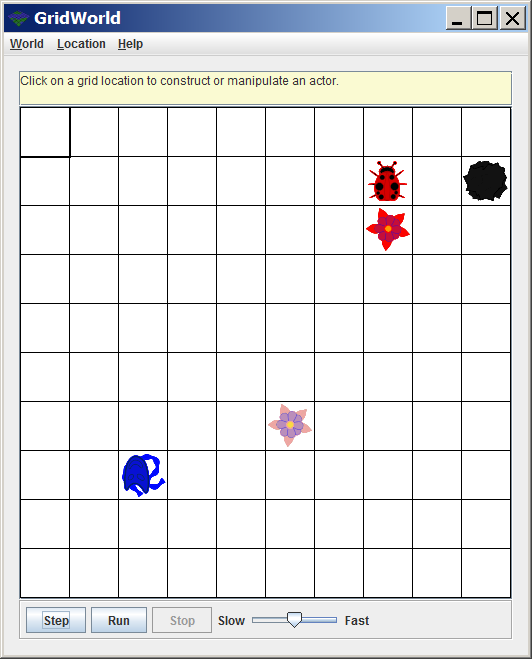 GridWorld
World Location Help
Click on a grid location to construct or manipulate an actor.
Step Run Stop Slow Fast